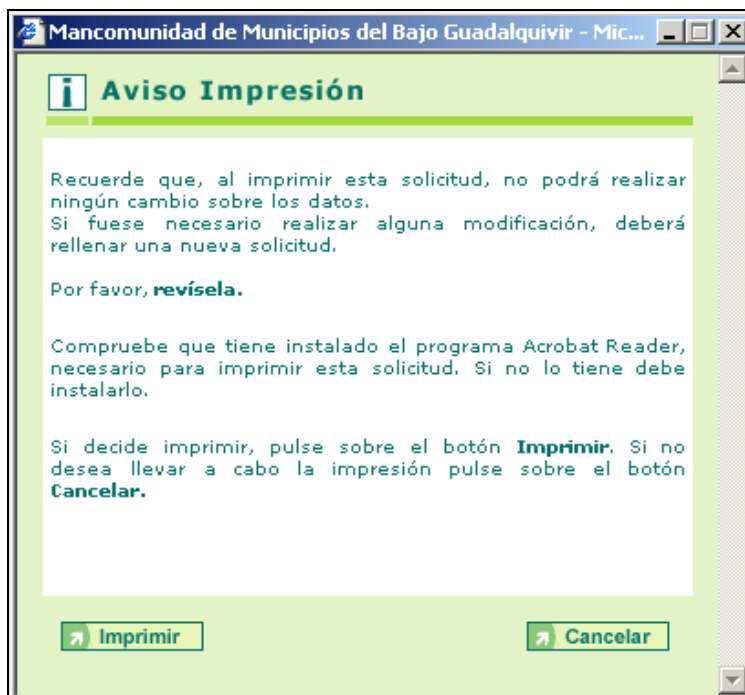 Mancomunidad de Municipios del Bajo Guadalquivir - Mic...
i Aviso Impresión
Recuerde que, al imprimir esta solicitud, no podrá realizar
ningún cambio sobre los datos.
Si fuese necesario realizar alguna modificación, deberá
rellenar una nueva solicitud.
Por favor, revísela.
Compruebe que tiene instalado el programa Acrobat Reader,
necesario para imprimir esta solicitud. Si no lo tiene debe
instalarlo.
Si decide imprimir, pulse sobre el botón Imprimir. Si no
desea llevar a cabo la impresión pulse sobre el botón
Cancelar.
Imprimir
Cancelar